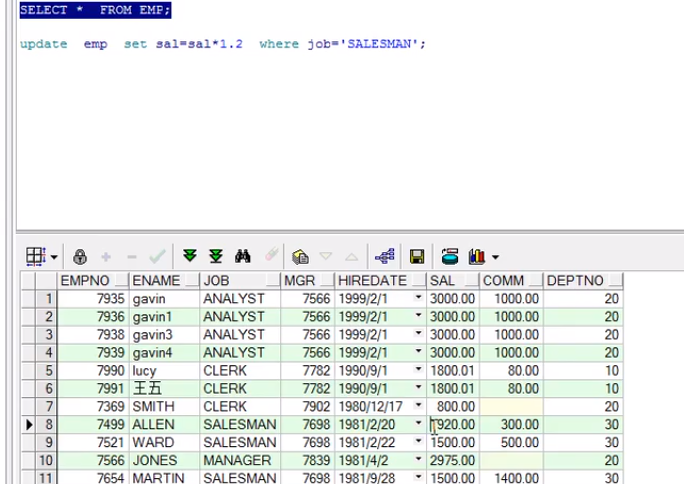 SELECT *  FROM EMP;
update  emp  set sal=sal*1.2  where job='SALESMAN';
EMPNO ENAME JOB MGR HIREDATE SAL COMM DEPTNO
1 7935 gavin ANALYST 7566 1999/2/1 3000.00 1000.00 20
2 7936 gavin1 ANALYST 7566 1999/2/1 3000.00 1000.00 20
3 7938 gavin3 ANALYST 7566 1999/2/1 3000.00 1000.00 20
4 7939 gavin4 ANALYST 7566 1999/2/1 3000.00 1000.00 20
5 7990 lucy CLERK 7782 1990/9/1 1800.01 80.00 10
6 7991 王五 CLERK 7782 1990/9/1 1800.01 80.00 10
7 7369 SMITH CLERK 7902 1980/12/17 800.00 20
8 7499 ALLEN SALESMAN 7698 1981/2/20 1920.00 300.00 30
9 7521 WARD SALESMAN 7698 1981/2/22 1500.00 500.00 30
10 7566 JONES MANAGER 7839 1981/4/2 2975.00 20
11 7654 MARTIN SALESMAN 7698 1981/9/28 1500.00 1400.00 30